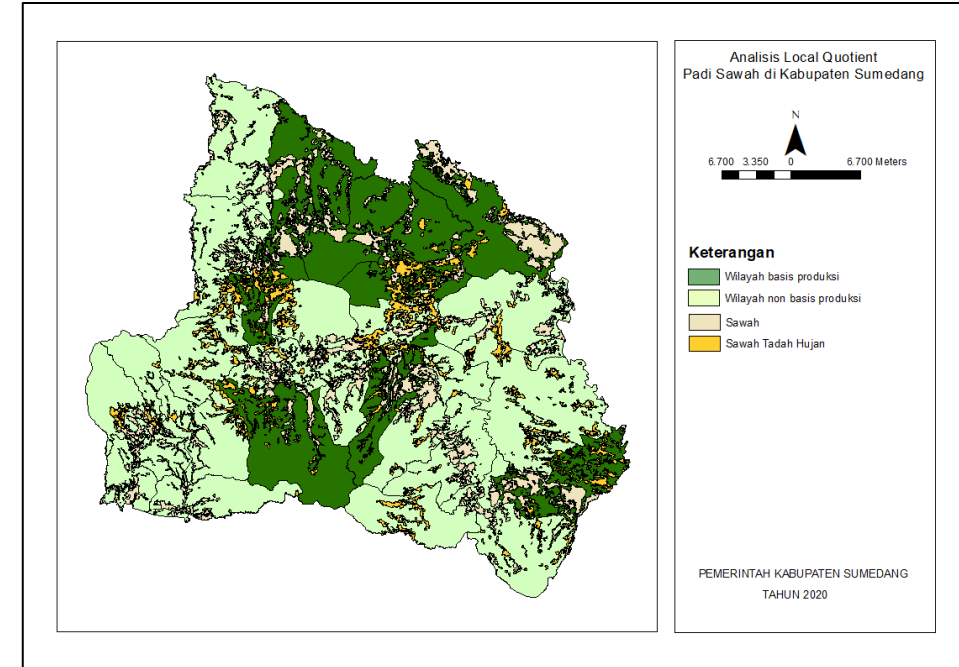 Analisis Local Quotient
Padi Sawah di Kabupaten Sumedang
N
6.700 3.350 0 6.700 Meters
Keterangan
Wilayah basis produksi
Wilayah non basis produksi
Sawah
Sawah Tadah Hujan
PEMERINTAH KABUPATEN SUMEDANG
TAHUN 2020